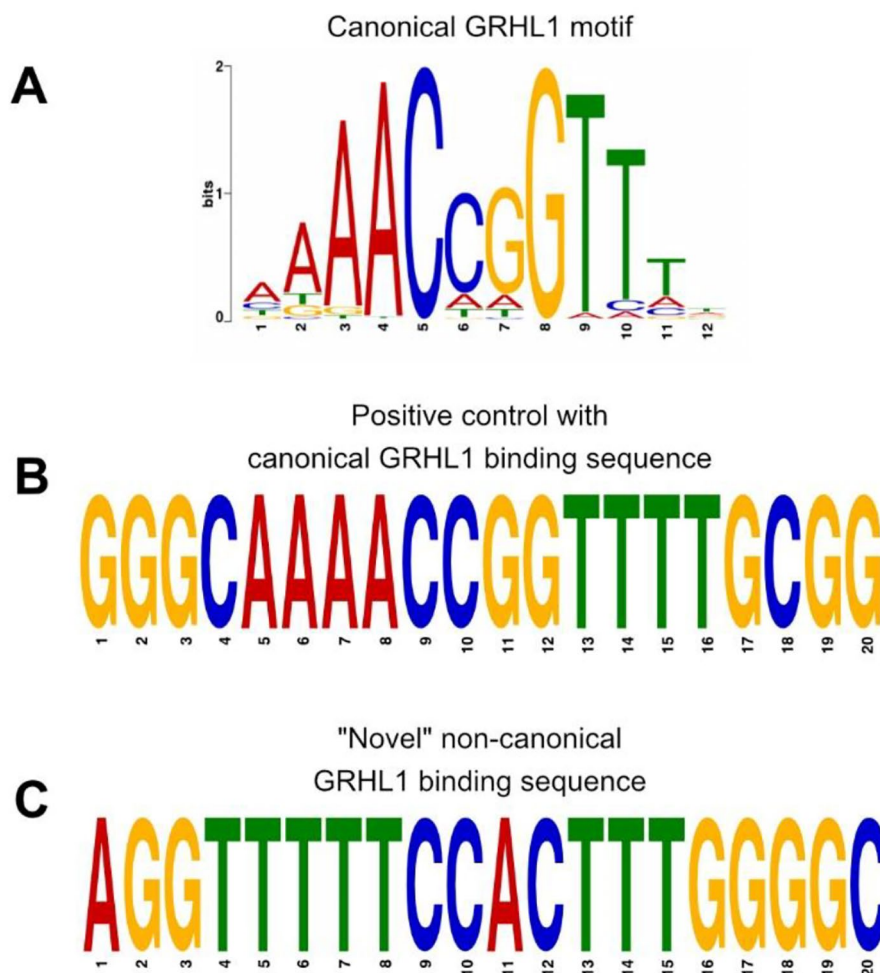 Canonical GRHL1 motif
A
2
bits
1
0
AAAACCGGTTT
1 2 3 4 5 6 7 8 9 10 11 12
Positive control with
canonical GRHL1 binding sequence
B
GGGCAAAACCGGTTTTGCGG
1 2 3 4 5 6 7 8 9 10 11 12 13 14 15 16 17 18 19 20
"Novel" non-canonical
GRHL1 binding sequence
C
AGGTTTTTCCACTTTGGGGC
1 2 3 4 5 6 7 8 9 10 11 12 13 14 15 16 17 18 19 20